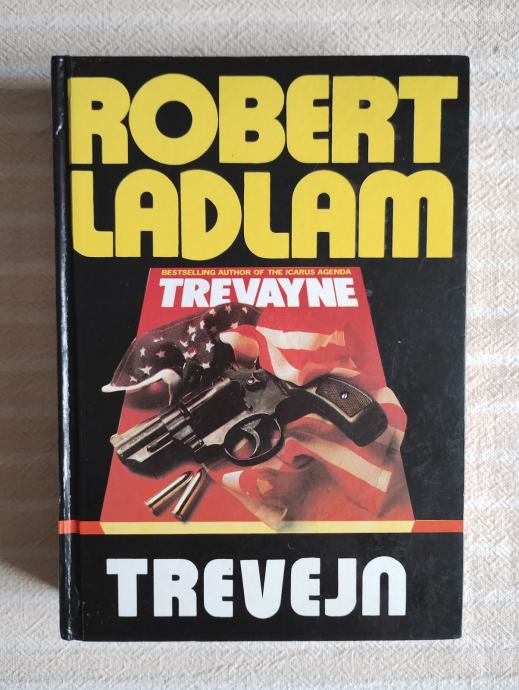 ROBERT
LADLAM
BESTSELLING AUTHOR OF THE ICARUS AGENDA
TREVAYNE
TREVEJN